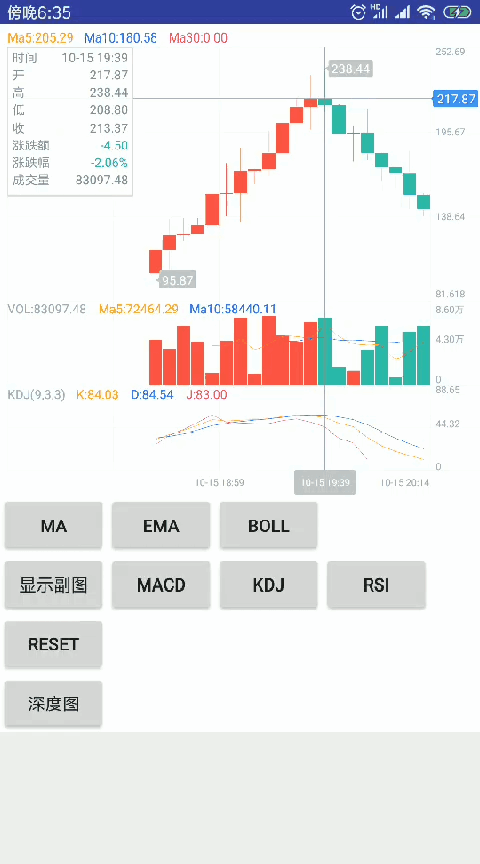 傍晚6:35
Ma5:205.29 Ma10:180.58 Ma30:0.00
252.69
时间 10-15 19:39
开 217.87
高 238.44
低 208.80
收 213.37
涨跌额 -4.50
涨跌幅 -2.06%
成交量 83097.48
238.44
217.87
195.67
138.64
95.87
81.618
VOL:83097.48 Ma5:72464.29 Ma10:58440.11
8.60万
4.30万
0
KDJ(9,3,3) K:84.03 D:84.54 J:83.00
88.65
44.32
0
10-15 18:59 10-15 19:39 10-15 20:14
MA EMA BOLL
显示副图 MACD KDJ RSI
RESET
深度图